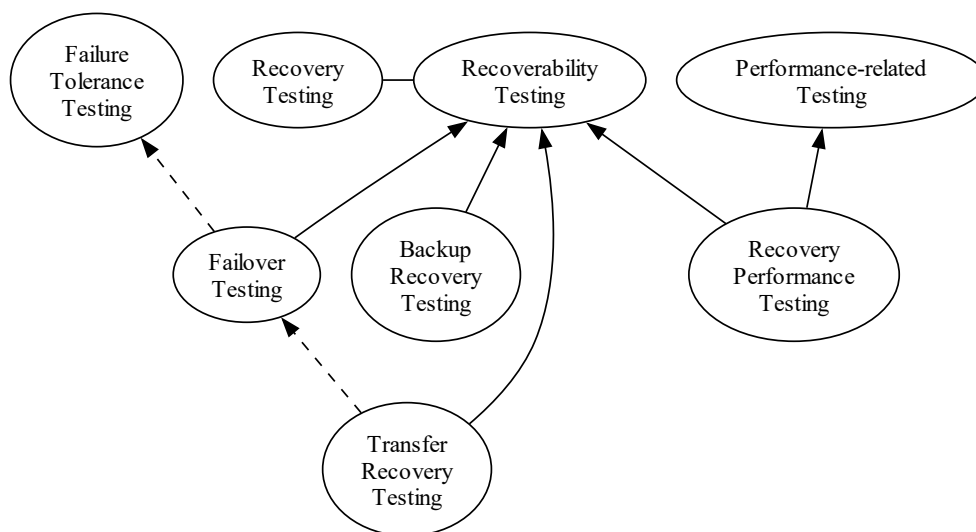 Failure
Tolerance
Testing
Recovery
Testing
Recoverability
Testing
Performance-related
Testing
Failover
Testing
Backup
Recovery
Testing
Recovery
Performance
Testing
Transfer
Recovery
Testing